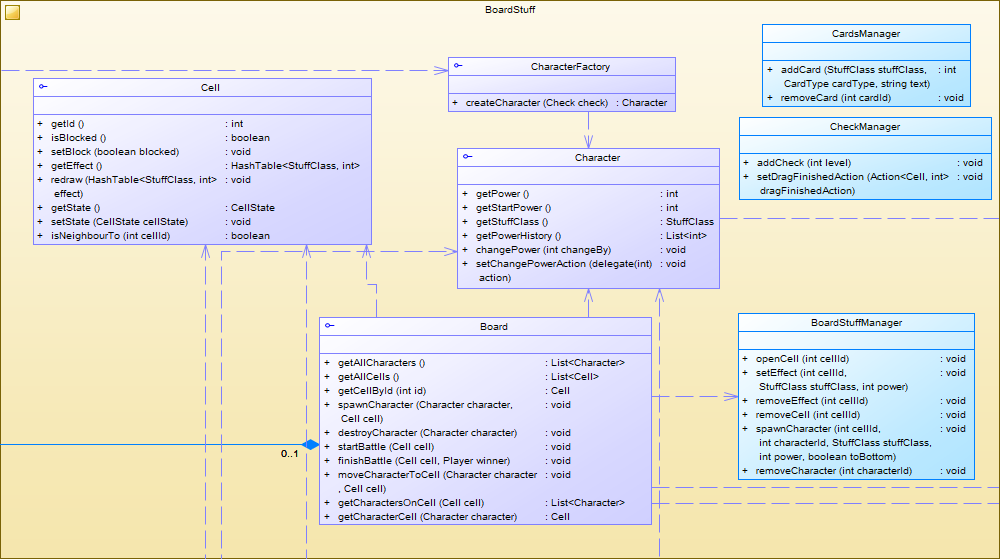 BoardStuff
CardsManager
+ addCard (StuffClass stuffClass, : int
CardType cardType, string text)
+ removeCard (int cardId) : void
CharacterFactory
+ createCharacter (Check check) : Character
Cell
+ getId () : int
+ isBlocked () : boolean
+ setBlock (boolean blocked) : void
+ getEffect () : HashTable<StuffClass, int>
+ redraw (HashTable<StuffClass, int> : void
effect)
+ getState () : CellState
+ setState (CellState cellState) : void
+ isNeighbourTo (int cellId) : boolean
CheckManager
+ addCheck (int level) : void
+ setDragFinishedAction (Action<Cell, int> : void
dragFinishedAction)
Character
+ getPower () : int
+ getStartPower () : int
+ getStuffClass () : StuffClass
+ getPowerHistory () : List<int>
+ changePower (int changeBy) : void
+ setChangePowerAction (delegate(int) : void
action)
Board
+ getAllCharacters () : List<Character>
+ getAllCells () : List<Cell>
+ getCellById (int id) : Cell
+ spawnCharacter (Character character, : void
Cell cell)
+ destroyCharacter (Character character) : void
+ startBattle (Cell cell) : void
+ finishBattle (Cell cell, Player winner) : void
+ moveCharacterToCell (Character character : void
, Cell cell)
+ getCharactersOnCell (Cell cell) : List<Character>
+ getCharacterCell (Character character) : Cell
0..1
BoardStuffManager
+ openCell (int cellId) : void
+ setEffect (int cellId, : void
StuffClass stuffClass, int power)
+ removeEffect (int cellId) : void
+ removeCell (int cellId) : void
+ spawnCharacter (int cellId, : void
int characterId, StuffClass stuffClass,
int power, boolean toBottom)
+ removeCharacter (int characterId) : void